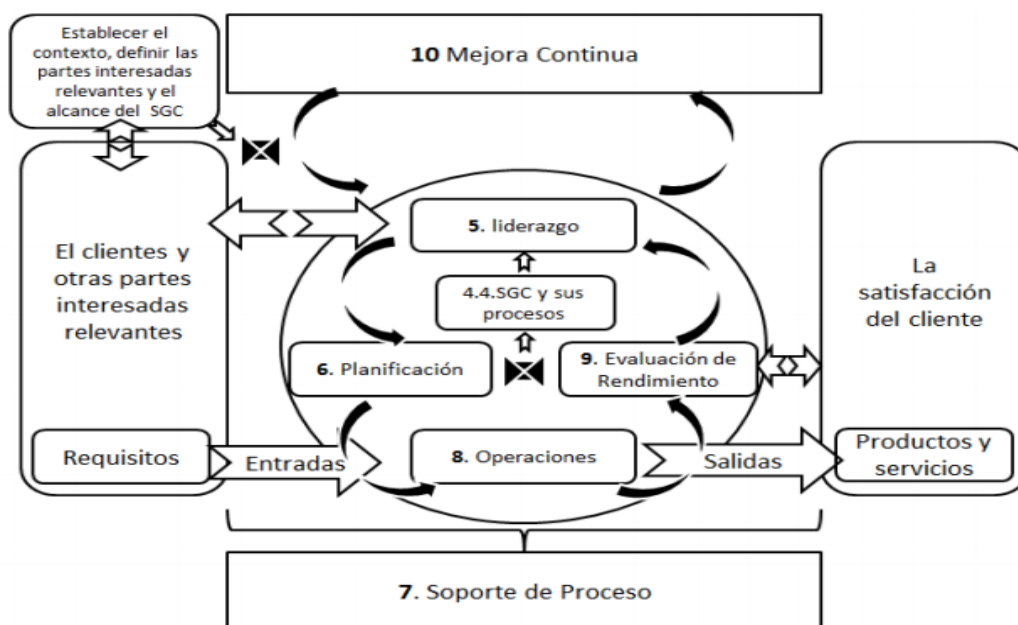 Establecer el
contexto, definir las
partes interesadas
relevantes y el
alcance del SGC
10 Mejora Continua
El clientes y
otras partes
interesadas
relevantes
5. liderazgo
4.4.SGC y sus
procesos
6. Planificación
9. Evaluación de
Rendimiento
La
satisfacción
del cliente
Requisitos
Entradas
8. Operaciones
Salidas
Productos y
servicios
7. Soporte de Proceso